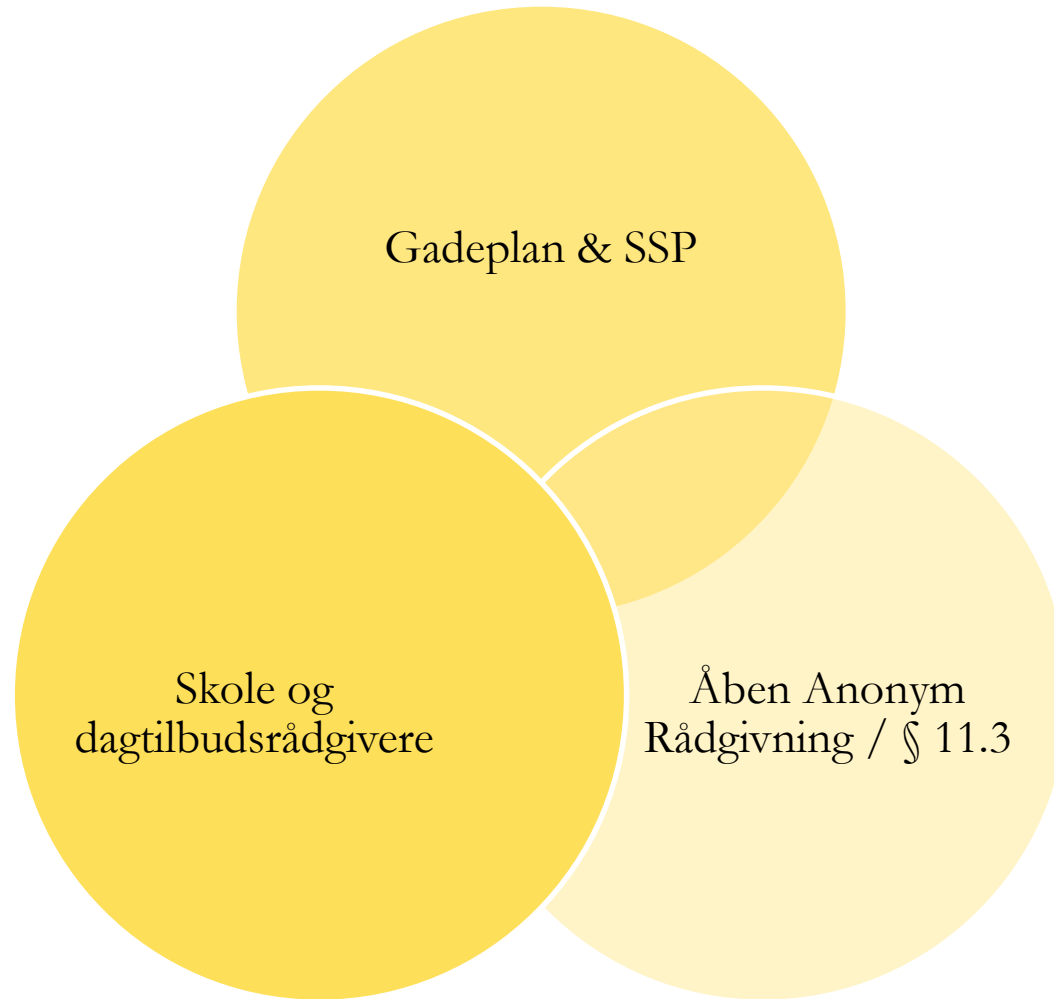 Gadeplan & SSP
Skole og
dagtilbudsrådgivere
Åben Anonym
Rådgivning / § 11.3